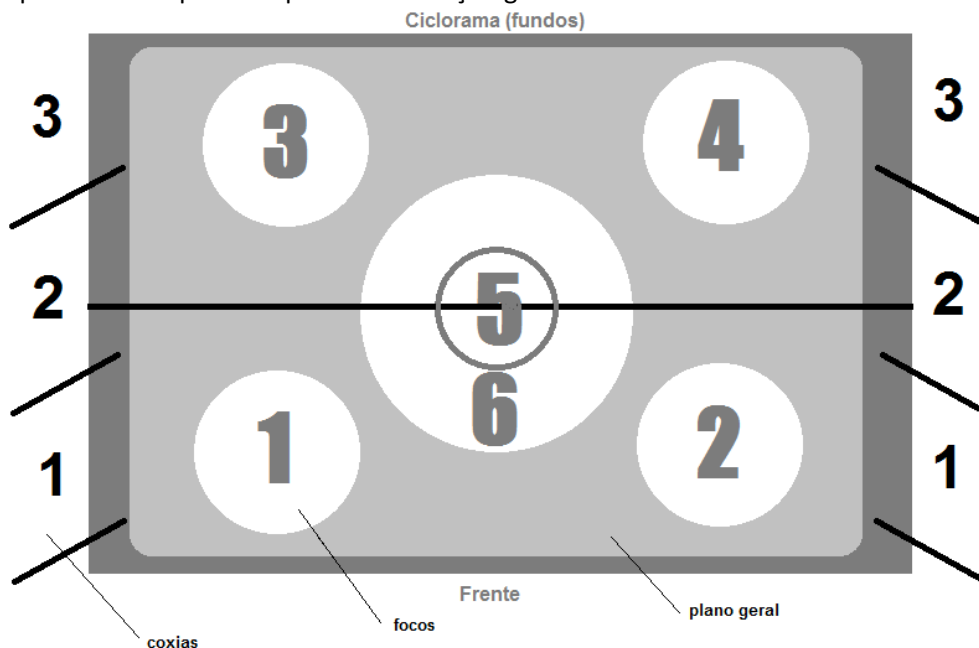 Ciclorama (fundos)
3 3 4 3
2 5 2
6
1 1 2 1
Frente
plano geral
focos
coxias